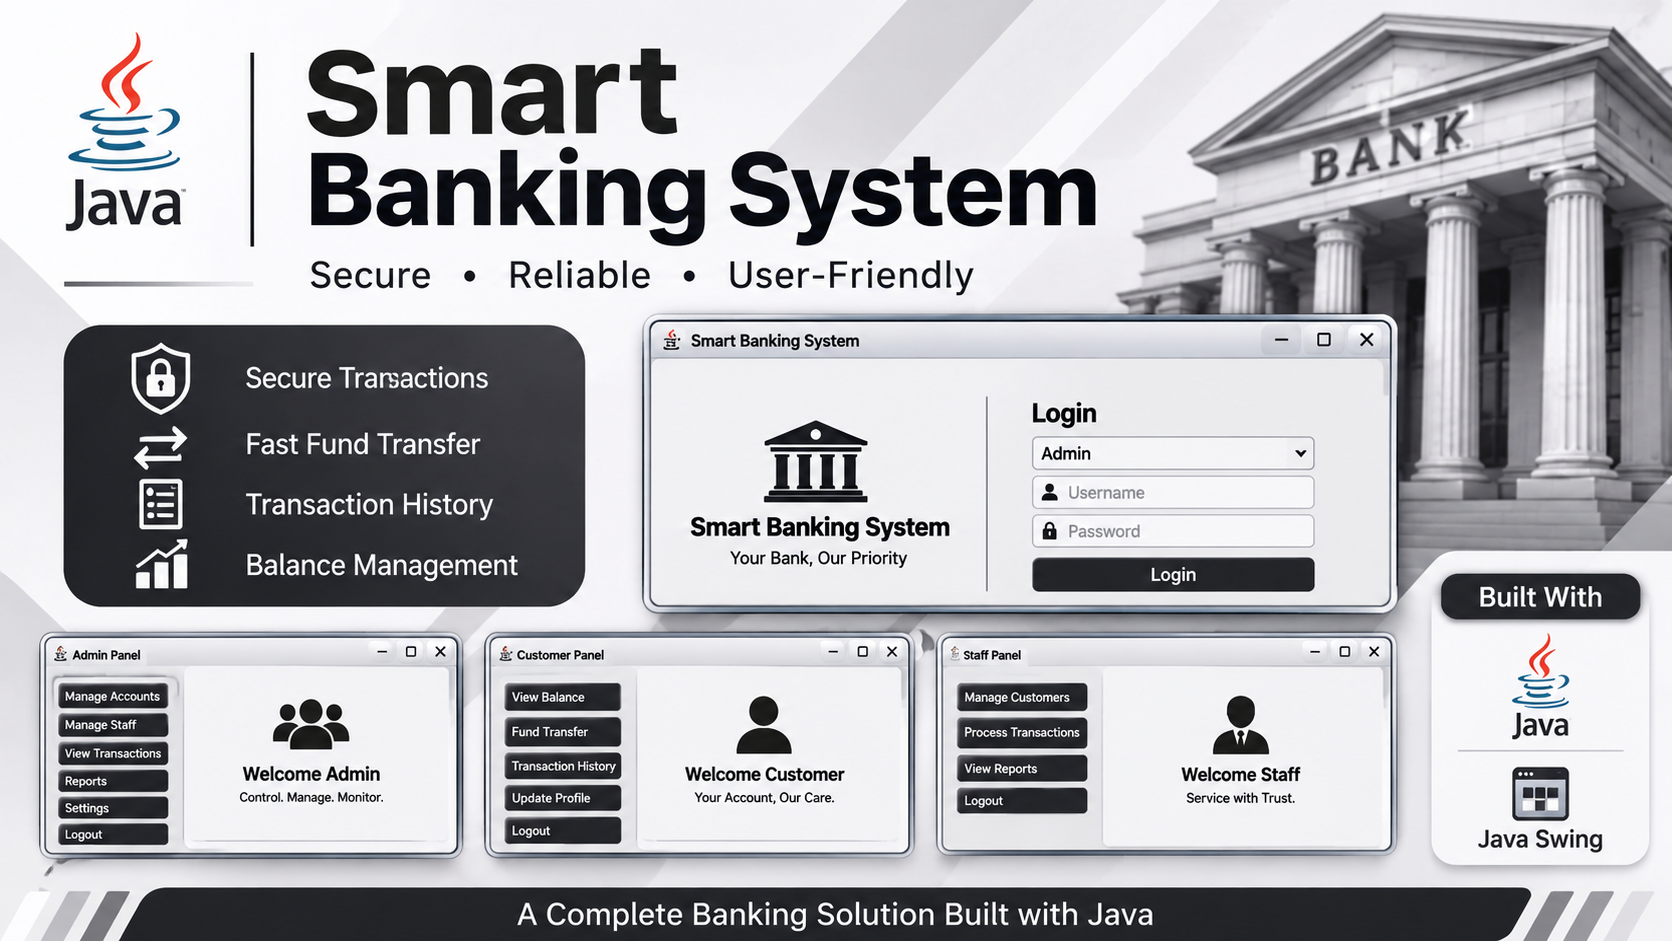 Java™
Smart
Banking System
Secure • Reliable • User-Friendly
BANK
Secure Transactions
Fast Fund Transfer
Transaction History
Balance Management
Smart Banking System
Smart Banking System
Your Bank, Our Priority
Login
Admin
Username
Password
Login
Admin Panel
Manage Accounts
Manage Staff
View Transactions
Reports
Settings
Logout
Welcome Admin
Control. Manage. Monitor.
Customer Panel
View Balance
Fund Transfer
Transaction History
Update Profile
Logout
Welcome Customer
Your Account, Our Care.
Staff Panel
Manage Customers
Process Transactions
View Reports
Logout
Welcome Staff
Service with Trust.
Built With
Java
Java Swing
A Complete Banking Solution Built with Java